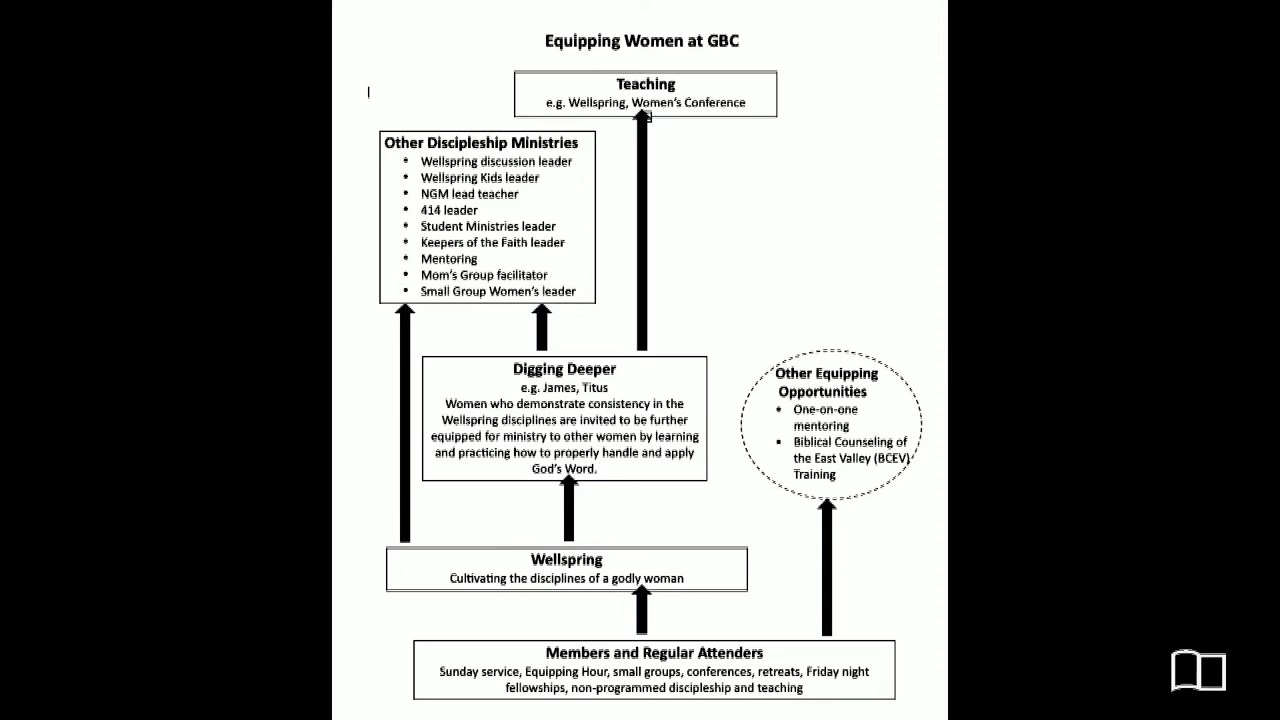 Equipping Women at GBC
Teaching
e.g. Wellspring, Women's Conference
Other Discipleship Ministries
• Wellspring discussion leader
• Wellspring Kids leader
• NGM lead teacher
• 414 leader
• Student Ministries leader
• Keepers of the Faith leader
• Mentoring
• Mom's Group facilitator
• Small Group Women's leader
Digging Deeper
e.g. James, Titus
Women who demonstrate consistency in the
Wellspring disciplines are invited to be further
equipped for ministry to other women by learning
and practicing how to properly handle and apply
God's Word.
Other Equipping
Opportunities
• One-on-one
mentoring
• Biblical Counseling of
the East Valley (BCEV)
Training
Wellspring
Cultivating the disciplines of a godly woman
Members and Regular Attenders
Sunday service, Equipping Hour, small groups, conferences, retreats, Friday night
fellowships, non-programmed discipleship and teaching